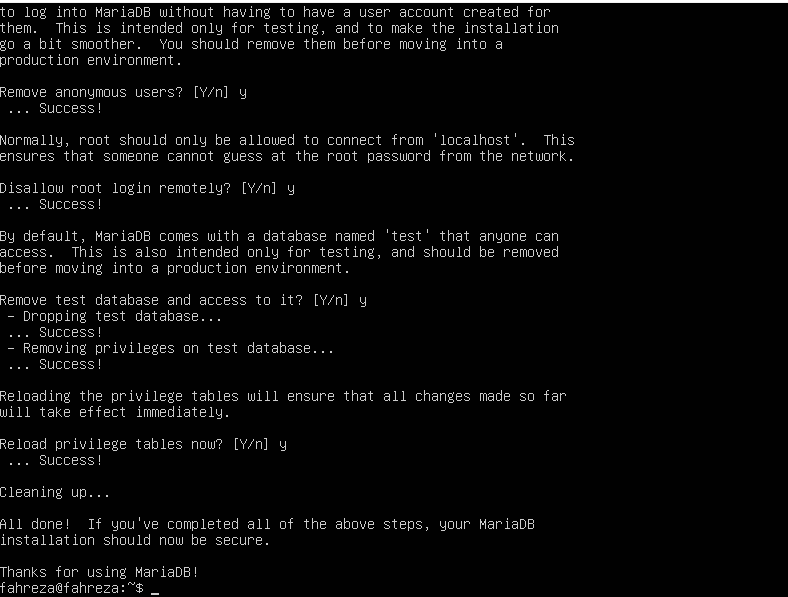 to log into MariaDB without having to have a user account created for
them.  This is intended only for testing, and to make the installation
go a bit smoother.  You should remove them before moving into a
production environment.

Remove anonymous users? [Y/n] y
 ... Success!

Normally, root should only be allowed to connect from 'localhost'.  This
ensures that someone cannot guess at the root password from the network.

Disallow root login remotely? [Y/n] y
 ... Success!

By default, MariaDB comes with a database named 'test' that anyone can
access.  This is also intended only for testing, and should be removed
before moving into a production environment.

Remove test database and access to it? [Y/n] y
 - Dropping test database...
 ... Success!
 - Removing privileges on test database...
 ... Success!

Reloading the privilege tables will ensure that all changes made so far
will take effect immediately.

Reload privilege tables now? [Y/n] y
 ... Success!

Cleaning up...

All done!  If you've completed all of the above steps, your MariaDB
installation should now be secure.

Thanks for using MariaDB!
fahreza@fahreza:~$ _